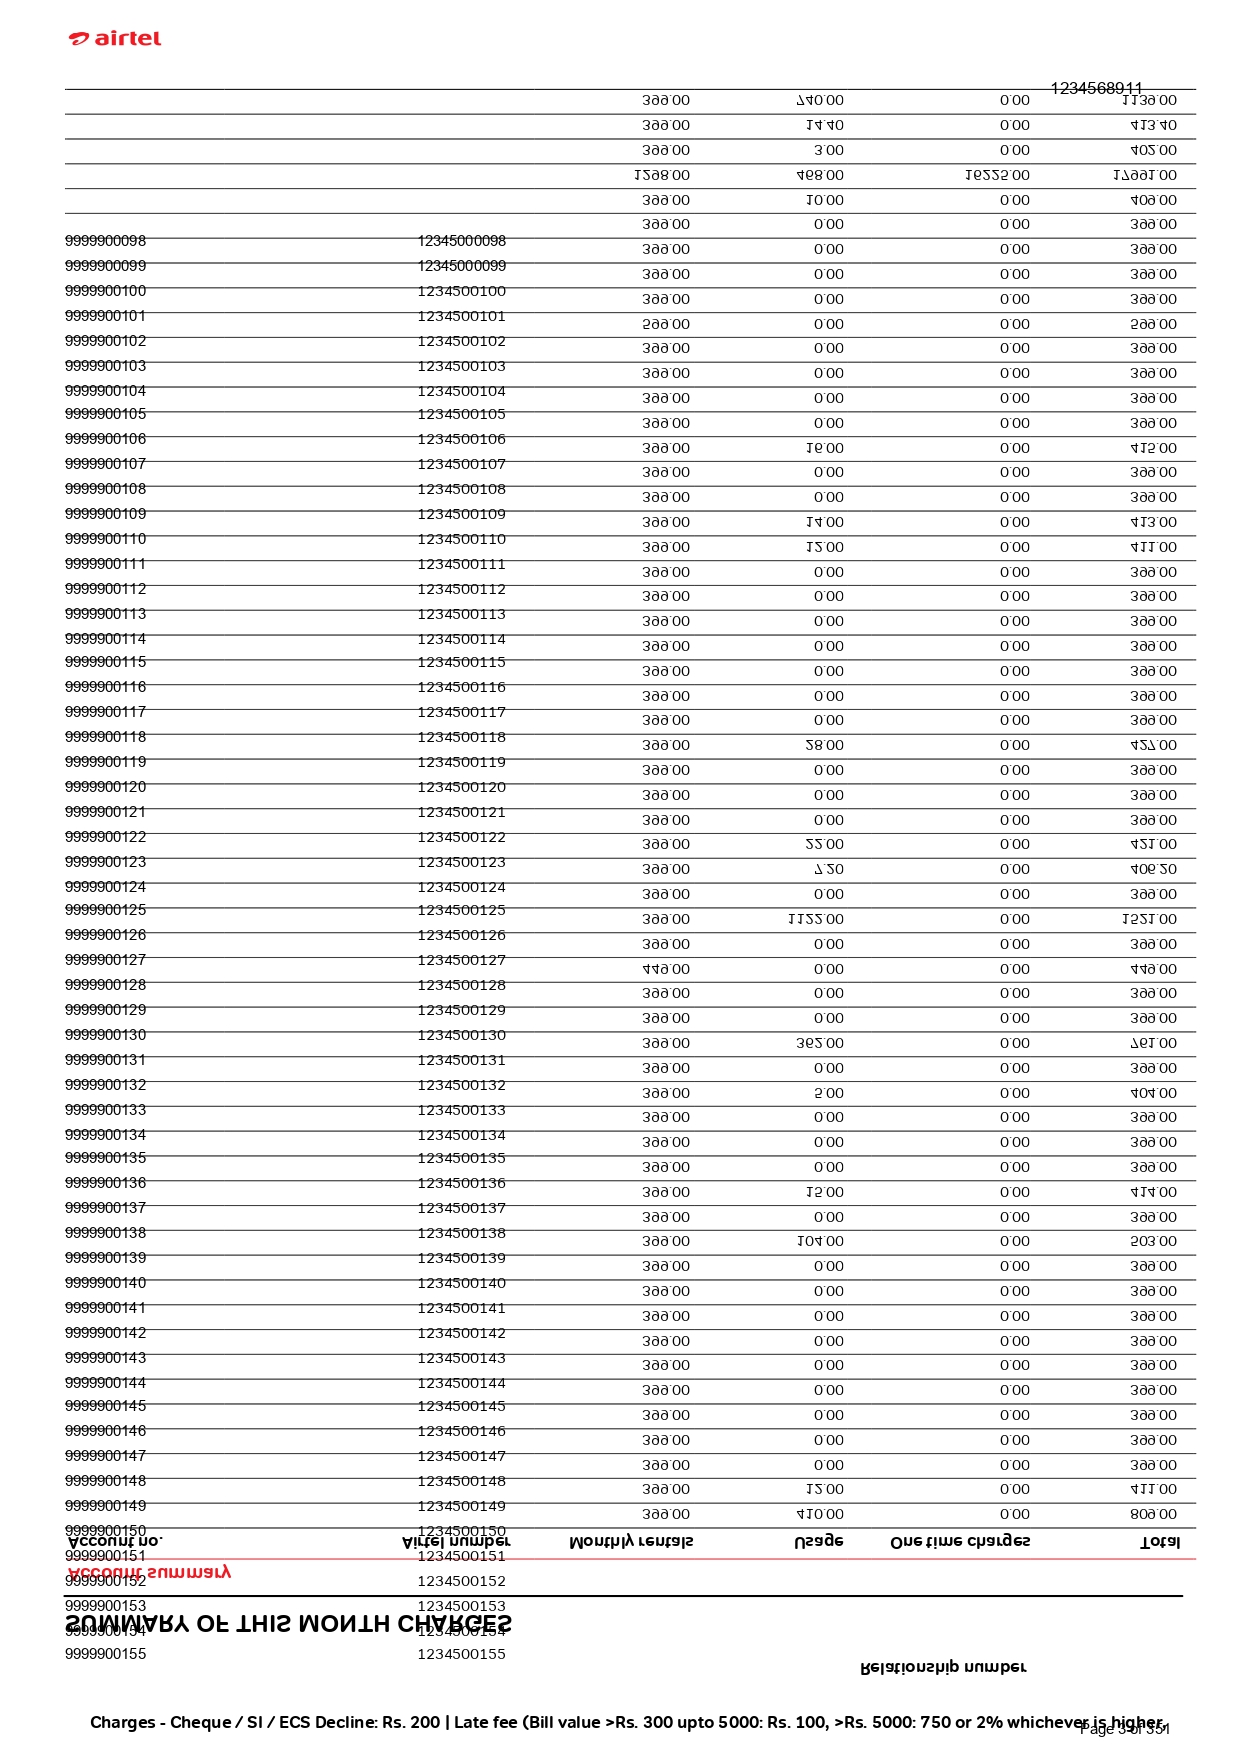 airtel
1234568911
399.00 740.00 0.00 1139.00
399.00 14.40 0.00 413.40
399.00 3.00 0.00 402.00
1298.00 468.00 16225.00 17991.00
399.00 10.00 0.00 409.00
399.00 0.00 0.00 399.00
9999900098 12345000098 399.00 0.00 0.00 399.00
9999900099 12345000099 399.00 0.00 0.00 399.00
9999900100 1234500100 399.00 0.00 0.00 399.00
9999900101 1234500101 599.00 0.00 0.00 599.00
9999900102 1234500102 399.00 0.00 0.00 399.00
9999900103 1234500103 399.00 0.00 0.00 399.00
9999900104 1234500104 399.00 0.00 0.00 399.00
9999900105 1234500105 399.00 0.00 0.00 399.00
9999900106 1234500106 399.00 16.00 0.00 415.00
9999900107 1234500107 399.00 0.00 0.00 399.00
9999900108 1234500108 399.00 0.00 0.00 399.00
9999900109 1234500109 399.00 14.00 0.00 413.00
9999900110 1234500110 399.00 12.00 0.00 411.00
9999900111 1234500111 399.00 0.00 0.00 399.00
9999900112 1234500112 399.00 0.00 0.00 399.00
9999900113 1234500113 399.00 0.00 0.00 399.00
9999900114 1234500114 399.00 0.00 0.00 399.00
9999900115 1234500115 399.00 0.00 0.00 399.00
9999900116 1234500116 399.00 0.00 0.00 399.00
9999900117 1234500117 399.00 0.00 0.00 399.00
9999900118 1234500118 399.00 28.00 0.00 427.00
9999900119 1234500119 399.00 0.00 0.00 399.00
9999900120 1234500120 399.00 0.00 0.00 399.00
9999900121 1234500121 399.00 0.00 0.00 399.00
9999900122 1234500122 399.00 22.00 0.00 421.00
9999900123 1234500123 399.00 7.20 0.00 406.20
9999900124 1234500124 399.00 0.00 0.00 399.00
9999900125 1234500125 399.00 1122.00 0.00 1521.00
9999900126 1234500126 399.00 0.00 0.00 399.00
9999900127 1234500127 449.00 0.00 0.00 449.00
9999900128 1234500128 399.00 0.00 0.00 399.00
9999900129 1234500129 399.00 0.00 0.00 399.00
9999900130 1234500130 399.00 362.00 0.00 761.00
9999900131 1234500131 399.00 0.00 0.00 399.00
9999900132 1234500132 399.00 5.00 0.00 404.00
9999900133 1234500133 399.00 0.00 0.00 399.00
9999900134 1234500134 399.00 0.00 0.00 399.00
9999900135 1234500135 399.00 0.00 0.00 399.00
9999900136 1234500136 399.00 15.00 0.00 414.00
9999900137 1234500137 399.00 0.00 0.00 399.00
9999900138 1234500138 399.00 104.00 0.00 503.00
9999900139 1234500139 399.00 0.00 0.00 399.00
9999900140 1234500140 399.00 0.00 0.00 399.00
9999900141 1234500141 399.00 0.00 0.00 399.00
9999900142 1234500142 399.00 0.00 0.00 399.00
9999900143 1234500143 399.00 0.00 0.00 399.00
9999900144 1234500144 399.00 0.00 0.00 399.00
9999900145 1234500145 399.00 0.00 0.00 399.00
9999900146 1234500146 399.00 0.00 0.00 399.00
9999900147 1234500147 399.00 0.00 0.00 399.00
9999900148 1234500148 399.00 12.00 0.00 411.00
9999900149 1234500149 399.00 410.00 0.00 809.00
9999900150 1234500150
Account no. Airtel number Monthly rentals Usage One time charges Total
9999900151 1234500151
Account summary
9999900152 1234500152
9999900153 1234500153
SUMMARY OF THIS MONTH CHARGES
9999900154 1234500154
9999900155 1234500155
Relationship number
Charges - Cheque / SI / ECS Decline: Rs. 200 | Late fee (Bill value >Rs. 300 upto 5000: Rs. 100, >Rs. 5000: 750 or 2% whichever is higher,
Page 3 of 351